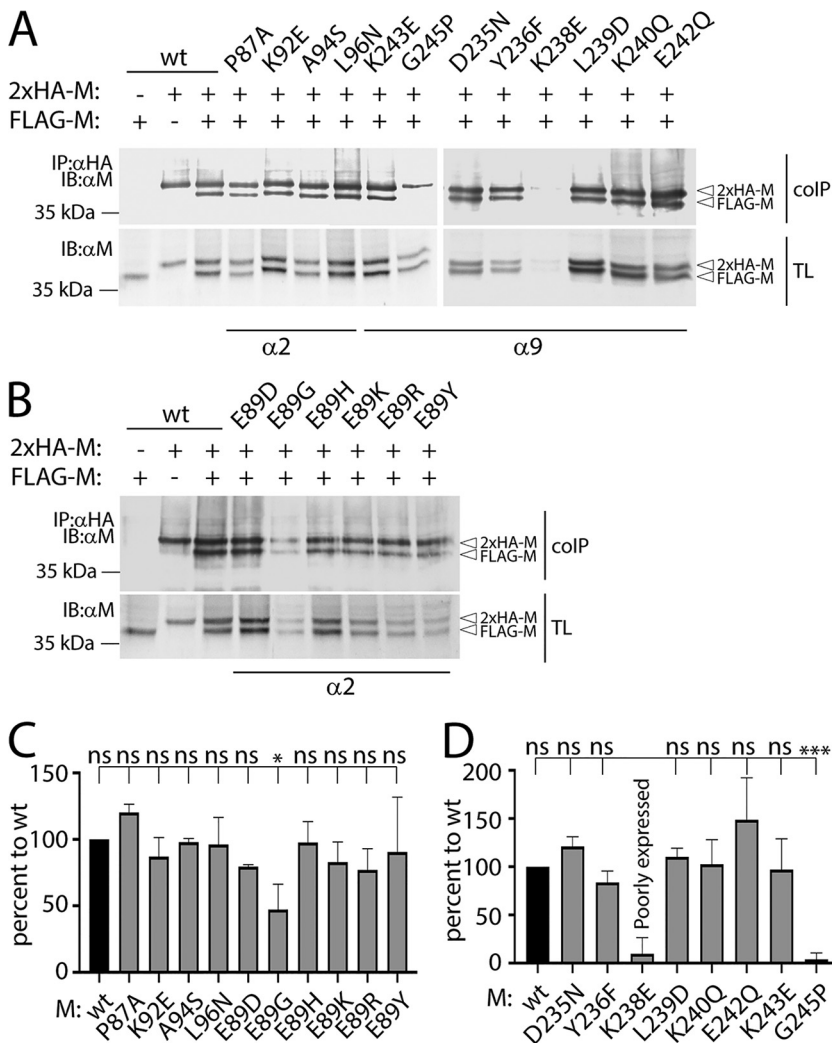 A
wt P87A K92E A94S L96N K243E G245P D235N Y236F K238E L239D K240Q E242Q
2xHA-M: - + + + + + + + + + + + + + +
FLAG-M: + - + + + + + + + + + + + + +
IP:αHA
IB:αM
35 kDa
2xHA-M
FLAG-M
coIP
IB:αM
35 kDa
2xHA-M
FLAG-M
TL
α2 α9
B
wt E89D E89G E89H E89K E89R E89Y
2xHA-M: - + + + + + + + +
FLAG-M: + - + + + + + + +
IP:αHA
IB:αM
35 kDa
2xHA-M
FLAG-M
coIP
IB:αM
35 kDa
2xHA-M
FLAG-M
TL
α2
C
ns ns ns ns ns ns * ns ns ns ns
percent to wt
150
100
50
0
M: wt P87A K92E A94S L96N E89D E89G E89H E89K E89R E89Y
D
ns ns ns ns ns ns ns ***
percent to wt
200
150
100
50
0
Poorly expressed
M: wt D235N Y236F K238E L239D K240Q E242Q K243E G245P